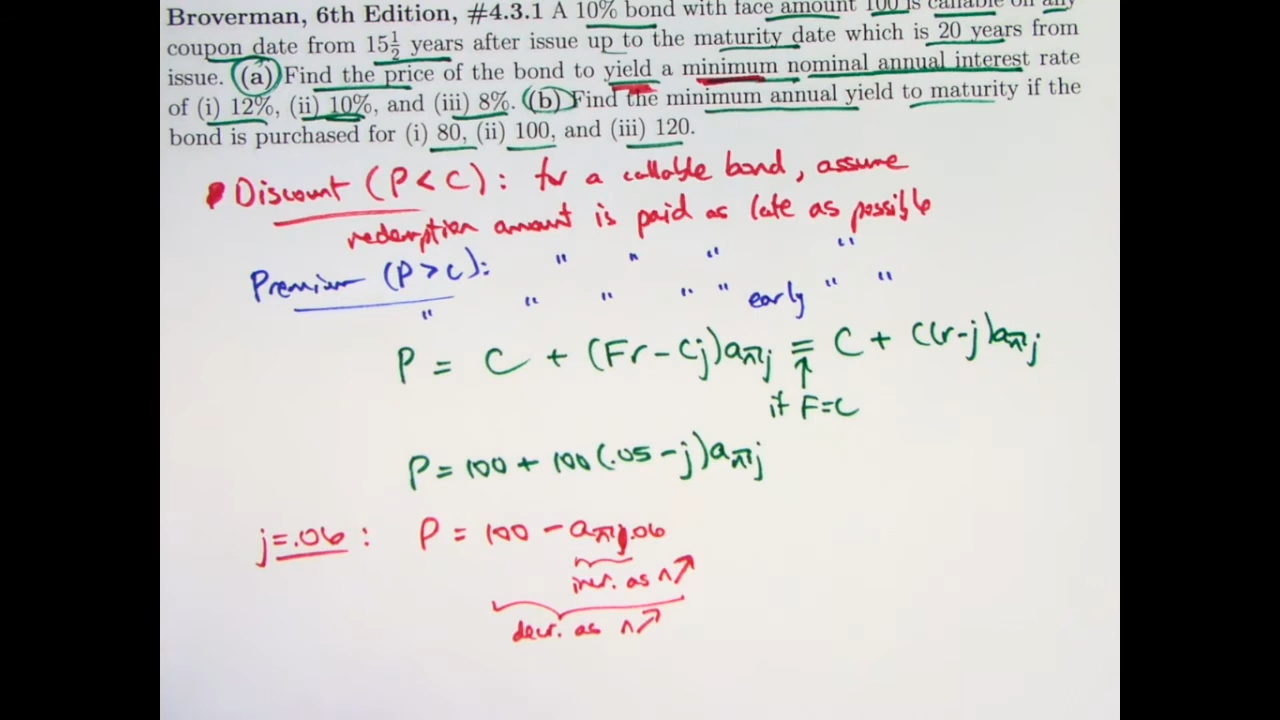 Broverman, 6th Edition, #4.3.1 A 10% bond with face amount 100 is callable on any
coupon date from 15½ years after issue up to the maturity date which is 20 years from
issue. (a) Find the price of the bond to yield a minimum nominal annual interest rate
of (i) 12%, (ii) 10%, and (iii) 8%. (b) Find the minimum annual yield to maturity if the
bond is purchased for (i) 80, (ii) 100, and (iii) 120.
Discount (P < C): for a callable bond, assume
redemption amount is paid as late as possible
Premium (P > C): " " " "
" " " " " early " "
P = C + (Fr - Cj)a_n⌉j = C + C(r-j)a_n⌉j
↑
if F=C
P = 100 + 100(.05 - j)a_n⌉j
j=.06: P = 100 - a_n⌉.06
incr. as n↗
decr. as n↗